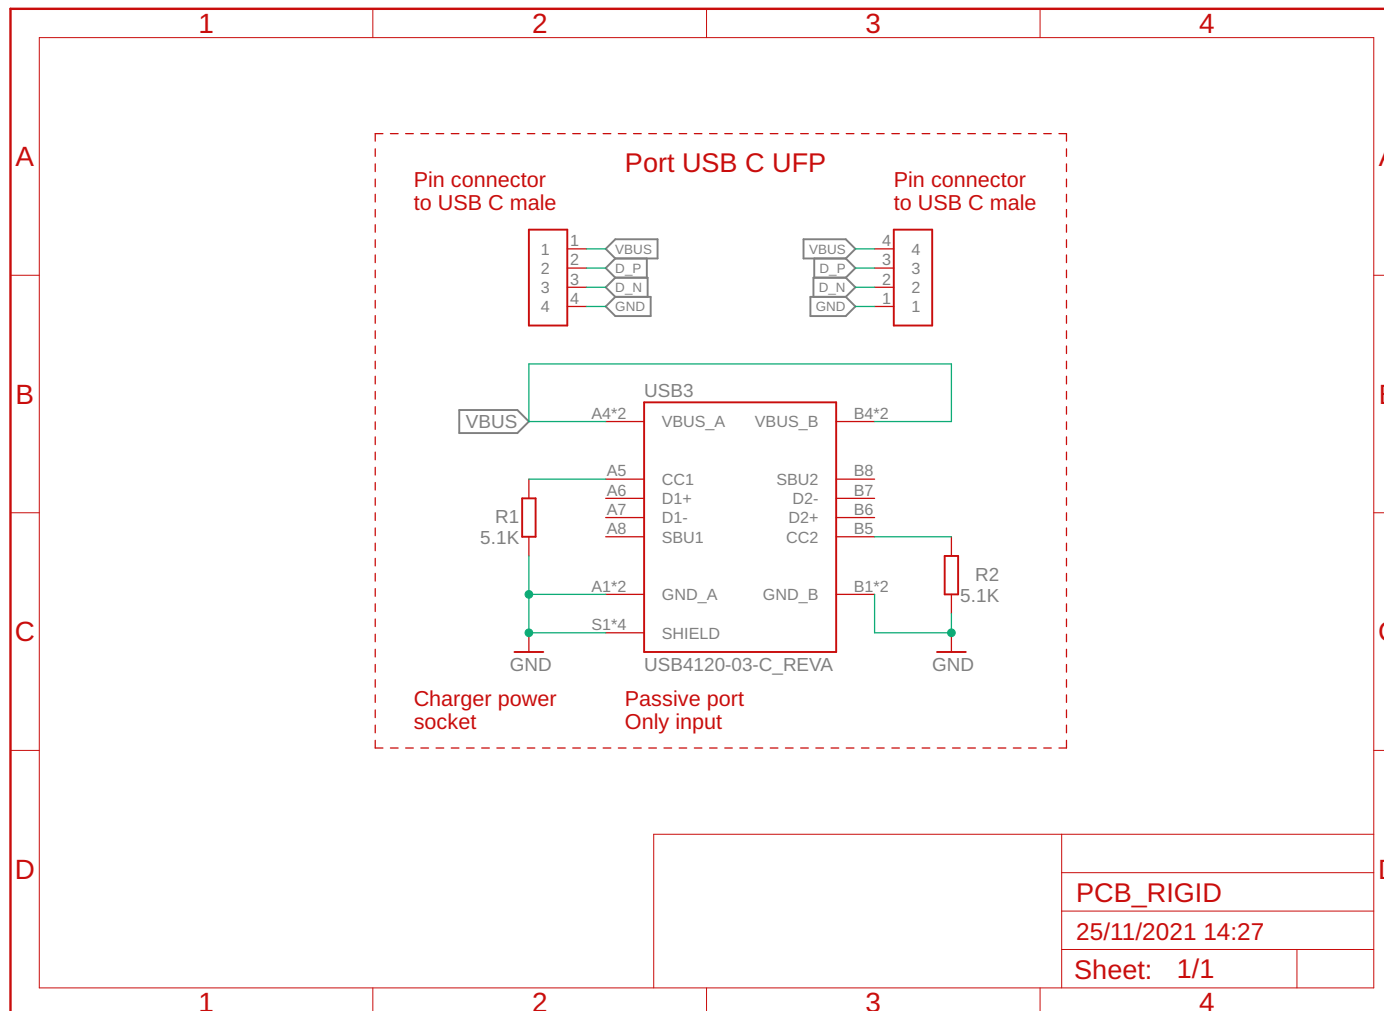 1 2 3 4
A A
Port USB C UFP
Pin connector
to USB C male
Pin connector
to USB C male
1 1 VBUS
2 2 D_P
3 3 D_N
4 4 GND
VBUS 4 4
D_P 3 3
D_N 2 2
GND 1 1
B
USB3
VBUS A4*2 VBUS_A VBUS_B B4*2
A5 CC1 SBU2 B8
A6 D1+ D2- B7
A7 D1- D2+ B6
A8 SBU1 CC2 B5
R1
5.1K
R2
5.1K
A1*2 GND_A GND_B B1*2
S1*4 SHIELD
C
GND USB4120-03-C_REVA GND
Charger power
socket
Passive port
Only input
D
PCB_RIGID
25/11/2021 14:27
Sheet: 1/1
1 2 3 4